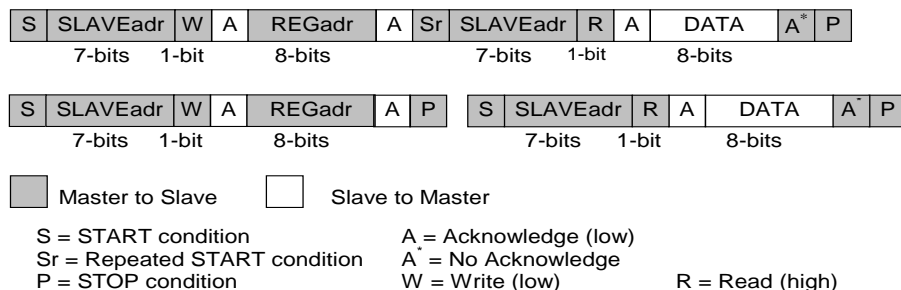 S SLAVEadr W A REGadr A Sr SLAVEadr R A DATA A* P
7-bits 1-bit 8-bits 7-bits 1-bit 8-bits
S SLAVEadr W A REGadr A P S SLAVEadr R A DATA A- P
7-bits 1-bit 8-bits 7-bits 1-bit 8-bits
Master to Slave Slave to Master
S = START condition A = Acknowledge (low)
Sr = Repeated START condition A* = No Acknowledge
P = STOP condition W = Write (low) R = Read (high)